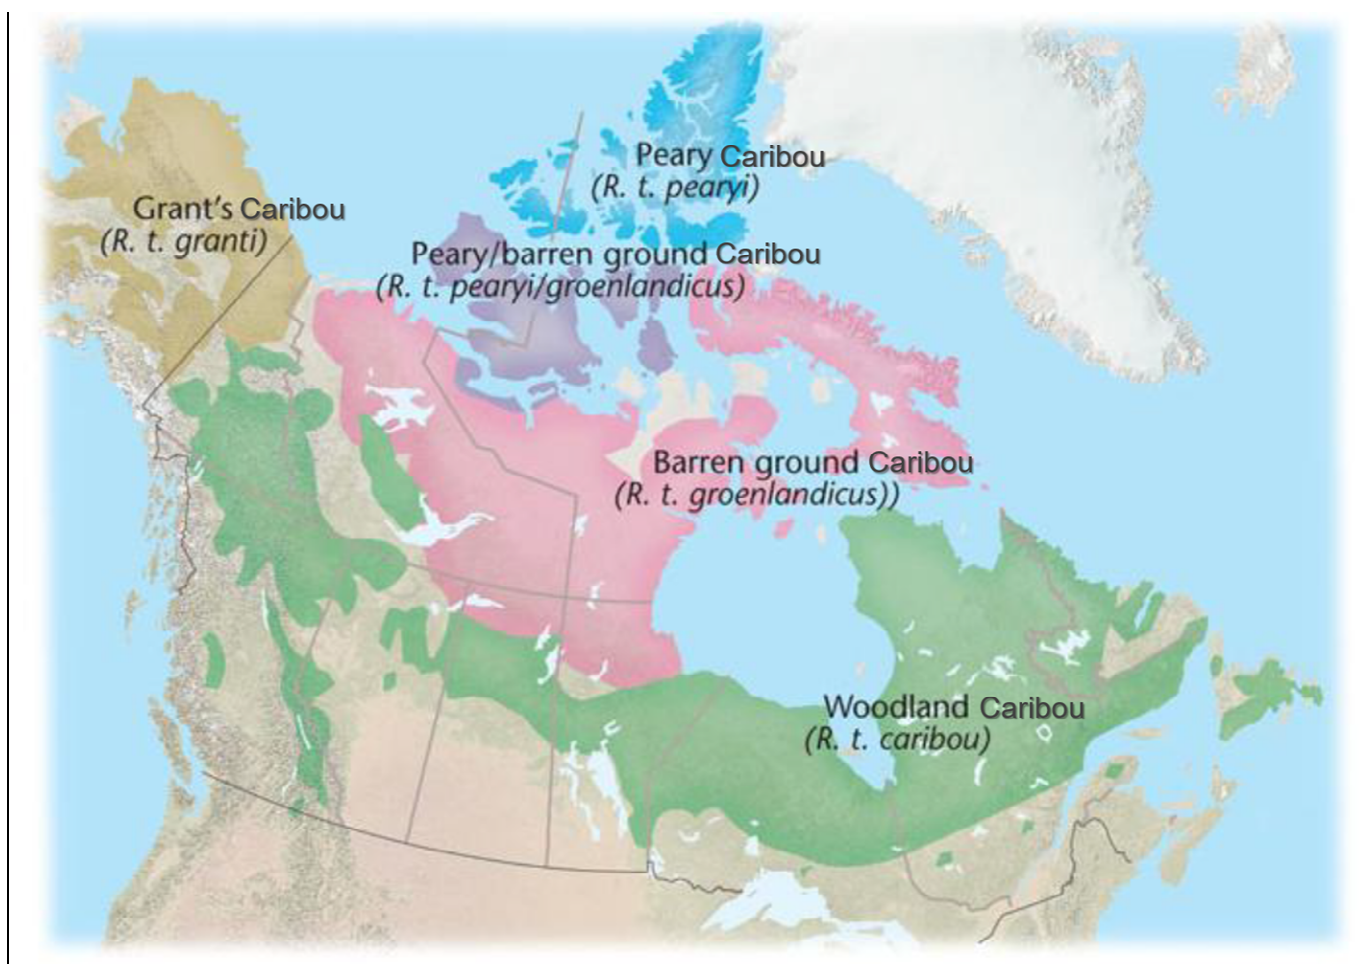 Peary Caribou
(R. t. pearyi)
Grant's Caribou
(R. t. granti)
Peary/barren ground Caribou
(R. t. pearyi/groenlandicus)
Barren ground Caribou
(R. t. groenlandicus))
Woodland Caribou
(R. t. caribou)